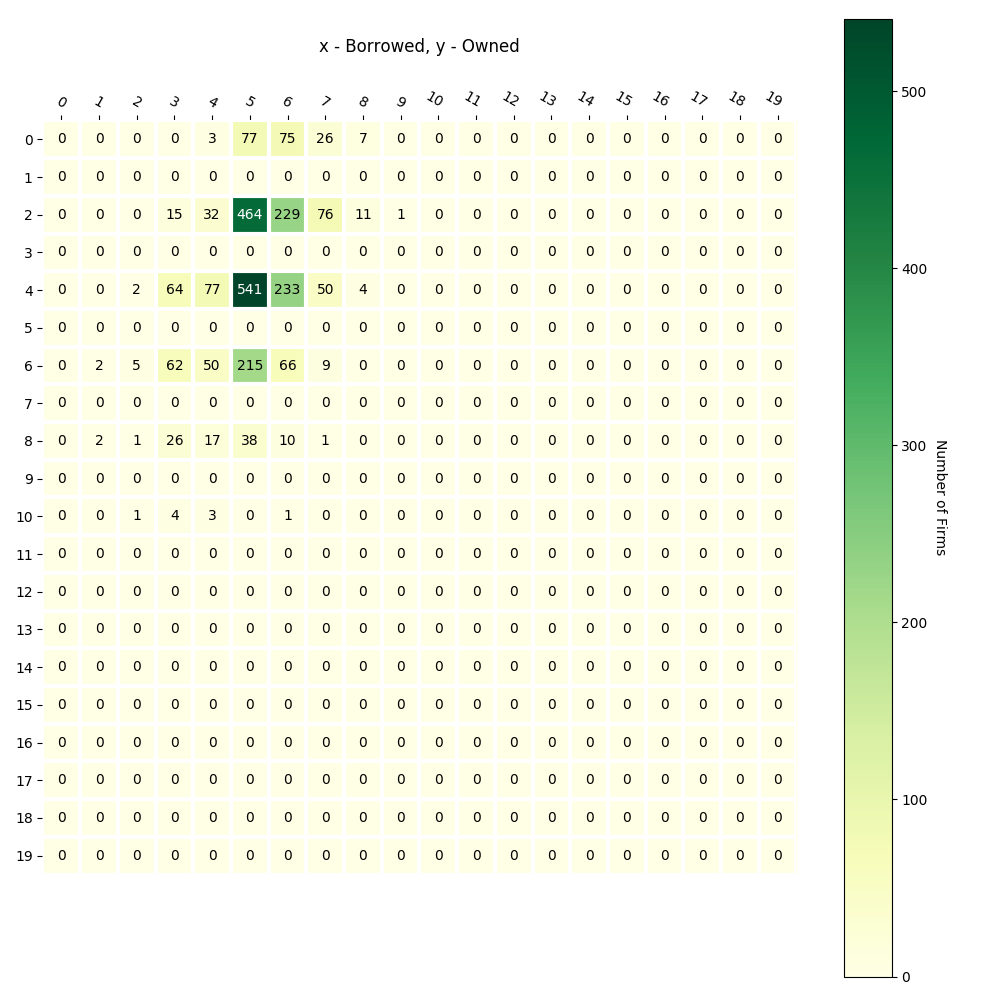 x - Borrowed, y - Owned
0 1 2 3 4 5 6 7 8 9 10 11 12 13 14 15 16 17 18 19
0 0 0 0 0 3 77 75 26 7 0 0 0 0 0 0 0 0 0 0 0
1 0 0 0 0 0 0 0 0 0 0 0 0 0 0 0 0 0 0 0 0
2 0 0 0 15 32 464 229 76 11 1 0 0 0 0 0 0 0 0 0 0
3 0 0 0 0 0 0 0 0 0 0 0 0 0 0 0 0 0 0 0 0
4 0 0 2 64 77 541 233 50 4 0 0 0 0 0 0 0 0 0 0 0
5 0 0 0 0 0 0 0 0 0 0 0 0 0 0 0 0 0 0 0 0
6 0 2 5 62 50 215 66 9 0 0 0 0 0 0 0 0 0 0 0 0
7 0 0 0 0 0 0 0 0 0 0 0 0 0 0 0 0 0 0 0 0
8 0 2 1 26 17 38 10 1 0 0 0 0 0 0 0 0 0 0 0 0
9 0 0 0 0 0 0 0 0 0 0 0 0 0 0 0 0 0 0 0 0
10 0 0 1 4 3 0 1 0 0 0 0 0 0 0 0 0 0 0 0 0
11 0 0 0 0 0 0 0 0 0 0 0 0 0 0 0 0 0 0 0 0
12 0 0 0 0 0 0 0 0 0 0 0 0 0 0 0 0 0 0 0 0
13 0 0 0 0 0 0 0 0 0 0 0 0 0 0 0 0 0 0 0 0
14 0 0 0 0 0 0 0 0 0 0 0 0 0 0 0 0 0 0 0 0
15 0 0 0 0 0 0 0 0 0 0 0 0 0 0 0 0 0 0 0 0
16 0 0 0 0 0 0 0 0 0 0 0 0 0 0 0 0 0 0 0 0
17 0 0 0 0 0 0 0 0 0 0 0 0 0 0 0 0 0 0 0 0
18 0 0 0 0 0 0 0 0 0 0 0 0 0 0 0 0 0 0 0 0
19 0 0 0 0 0 0 0 0 0 0 0 0 0 0 0 0 0 0 0 0
500
400
300
200
100
0
Number of Firms